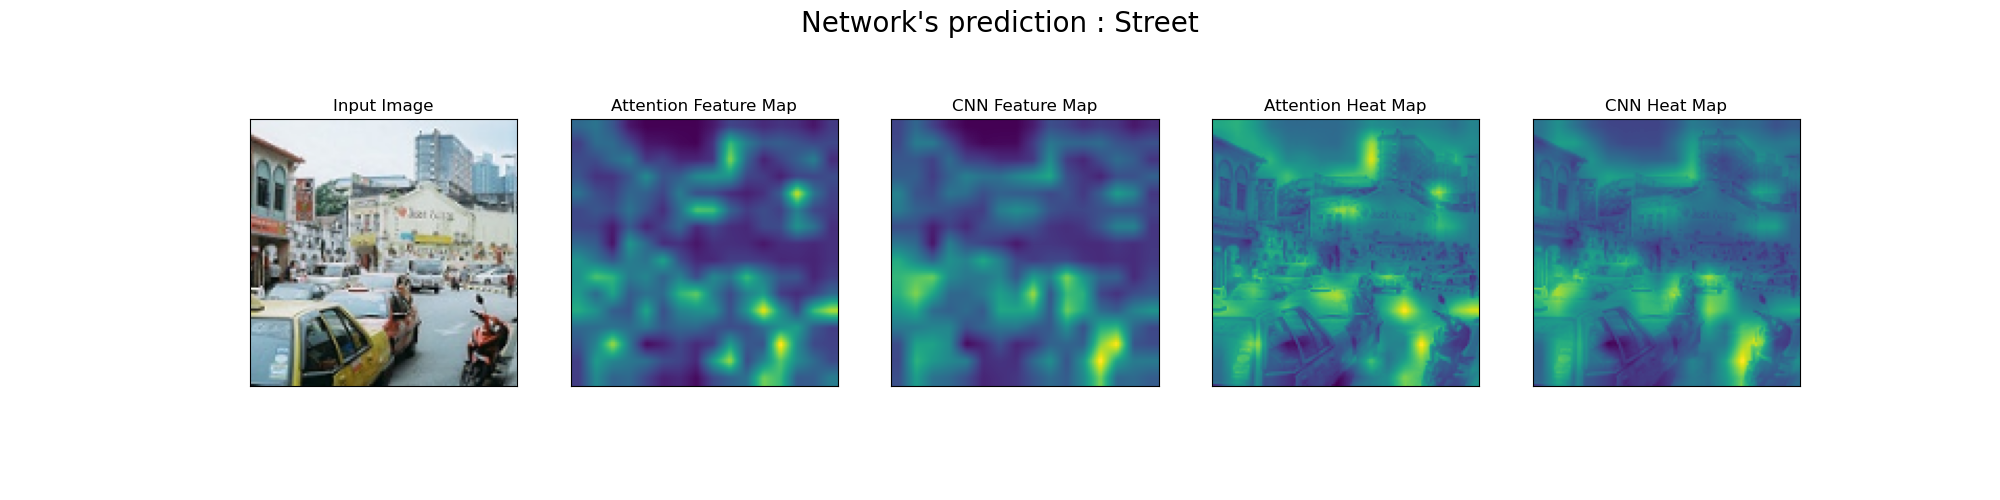 Network's prediction : Street
Input Image
Attention Feature Map
CNN Feature Map
Attention Heat Map
CNN Heat Map